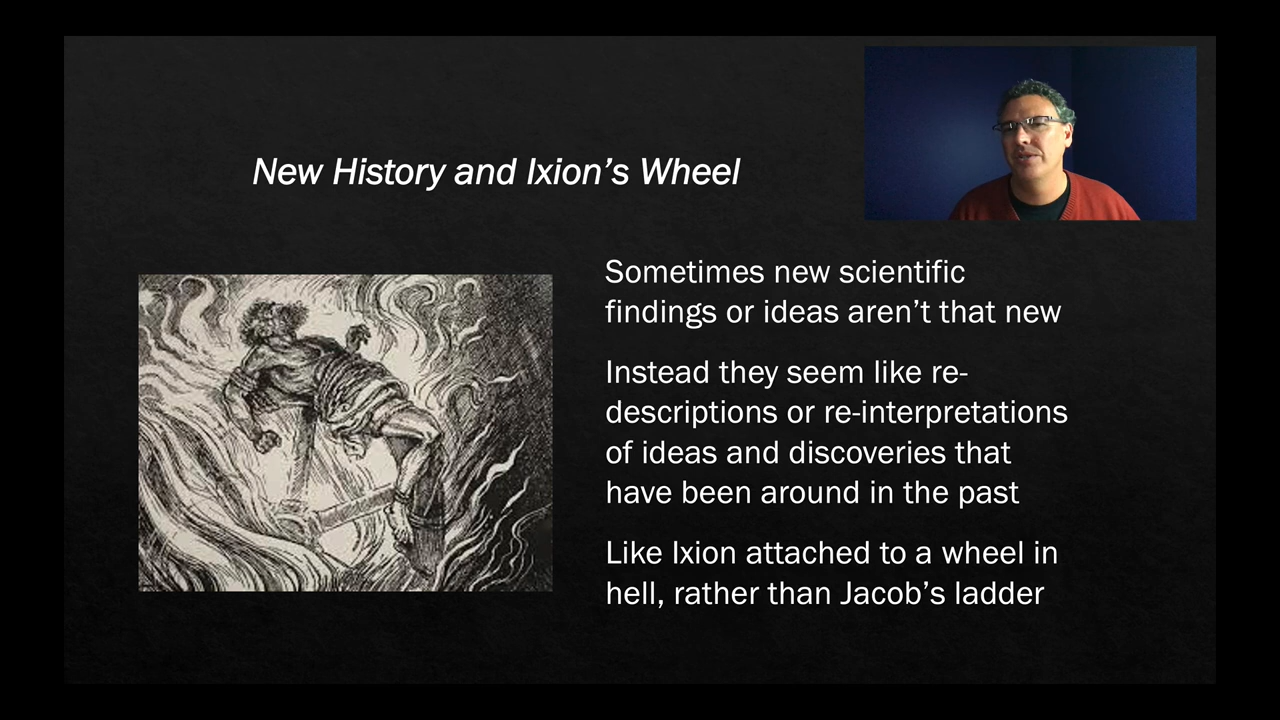 New History and Ixion’s Wheel
Sometimes new scientific
findings or ideas aren’t that new
Instead they seem like re-
descriptions or re-interpretations
of ideas and discoveries that
have been around in the past
Like Ixion attached to a wheel in
hell, rather than Jacob’s ladder